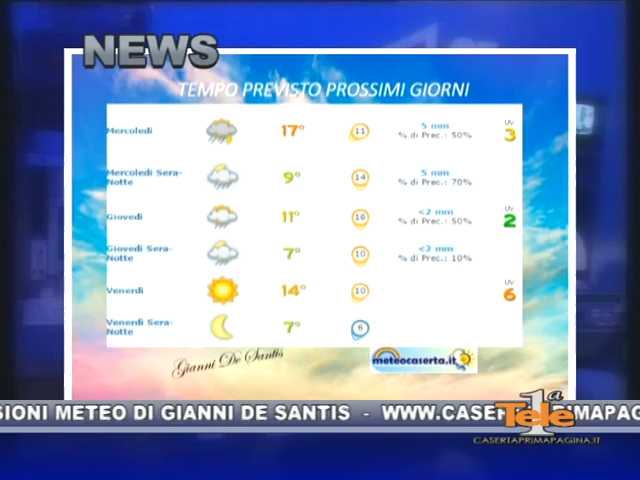 NEWS
TEMPO PREVISTO PROSSIMI GIORNI
Mercoledì 17° 11 5 mm % di Prec.: 50% UV 3
Mercoledì Sera-Notte 9° 14 5 mm % di Prec.: 70%
Giovedì 11° 16 <2 mm % di Prec.: 50% UV 2
Giovedì Sera-Notte 7° 10 <2 mm % di Prec.: 10%
Venerdì 14° 10 UV 6
Venerdì Sera-Notte 7° 6
Gianni De Santis
meteocaserta.it
SIONI METEO DI GIANNI DE SANTIS - WWW.CASERTAPRIMAPAG
Tele 1ª
CASERTAPRIMAPAGINA.IT